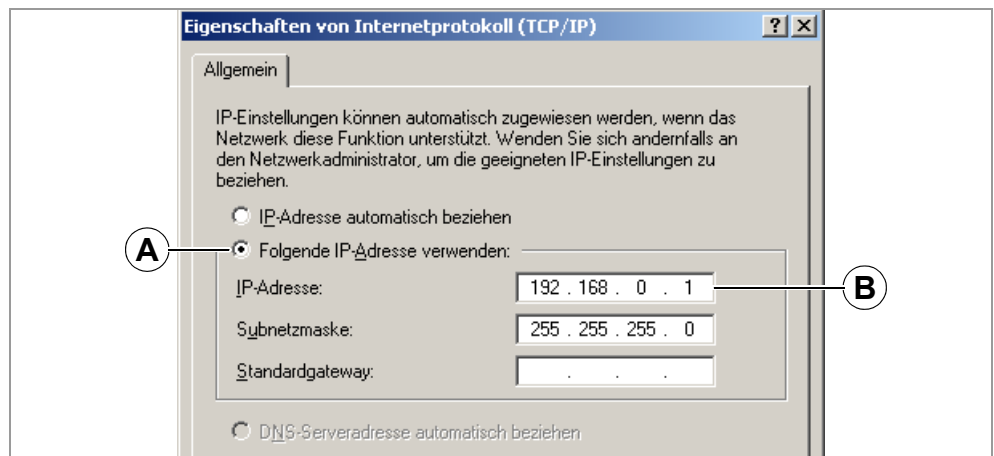 Eigenschaften von Internetprotokoll (TCP/IP)
Allgemein
IP-Einstellungen können automatisch zugewiesen werden, wenn das
Netzwerk diese Funktion unterstützt. Wenden Sie sich andernfalls an
den Netzwerkadministrator, um die geeigneten IP-Einstellungen zu
beziehen.
IP-Adresse automatisch beziehen
A Folgende IP-Adresse verwenden:
IP-Adresse: 192 . 168 . 0 . 1 B
Subnetzmaske: 255 . 255 . 255 . 0
Standardgateway: . . .
DNS-Serveradresse automatisch beziehen